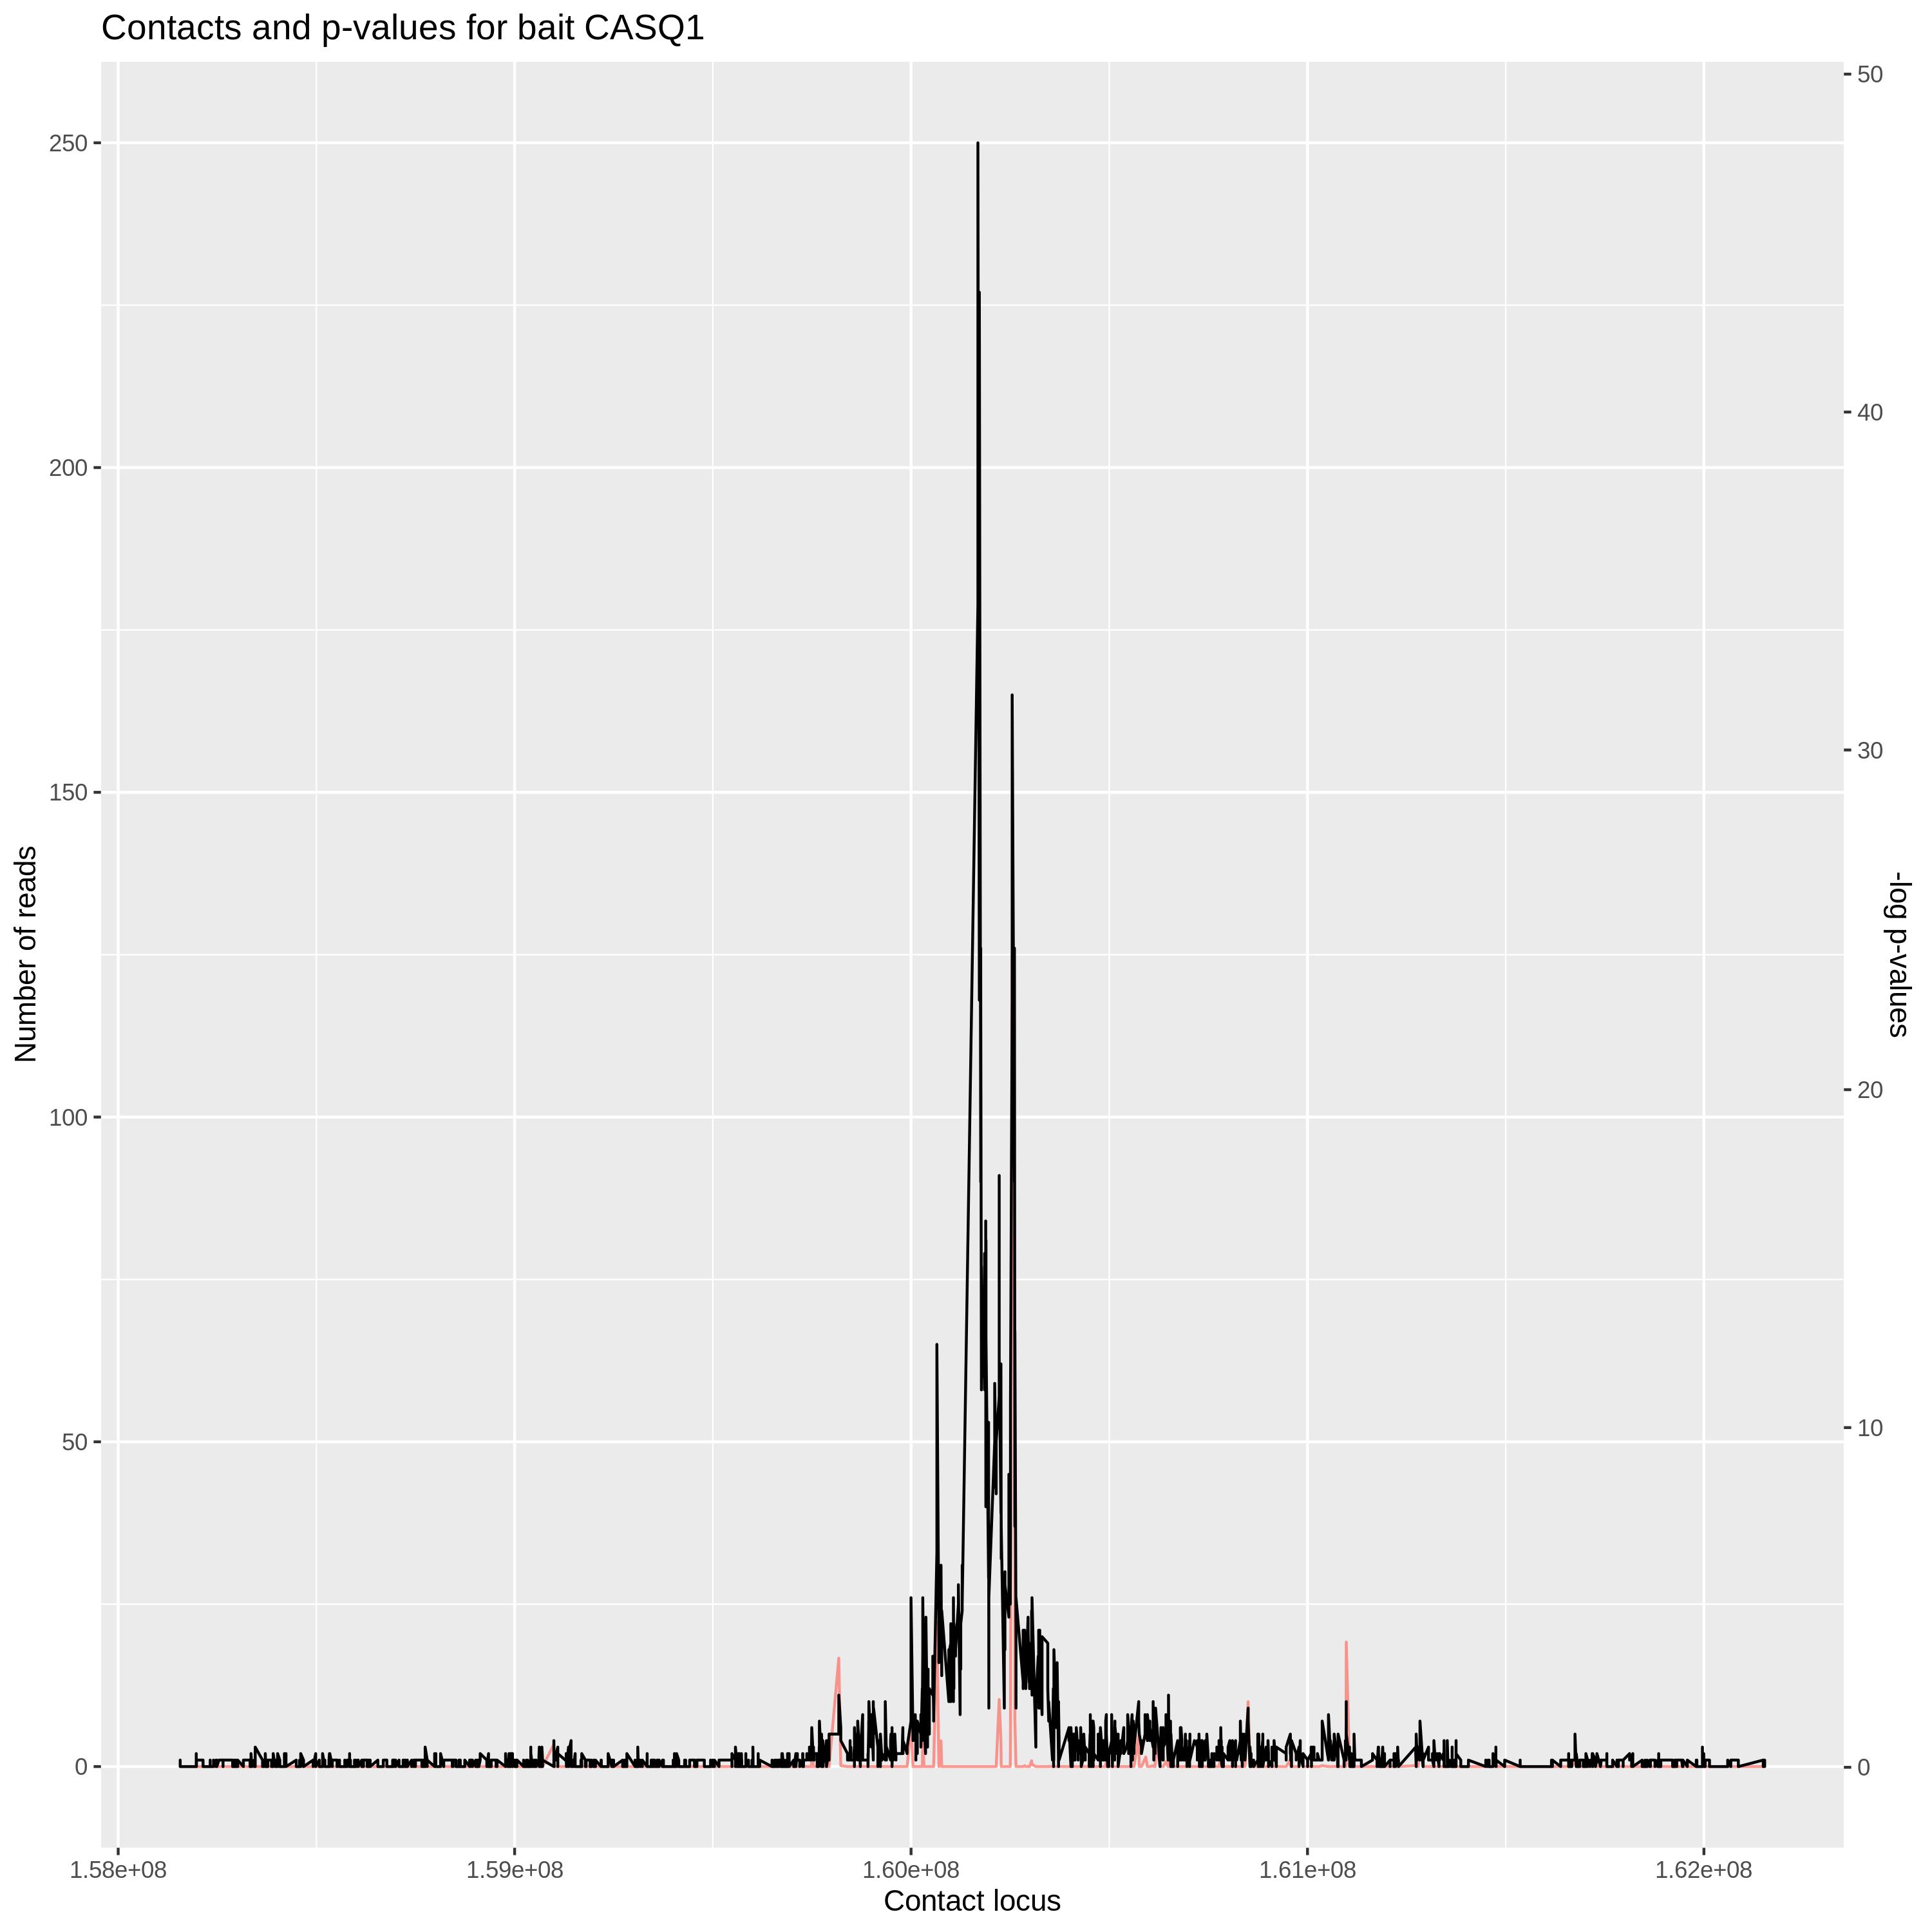 Contacts and p-values for bait CASQ1
250
200
150
100
50
0
Number of reads
50
40
30
20
10
0
-log p-values
1.58e+08
1.59e+08
1.60e+08
1.61e+08
1.62e+08
Contact locus